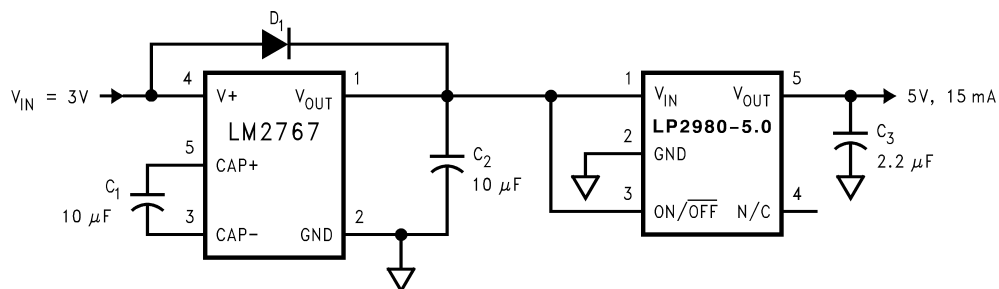 D1
VIN = 3V
4
V+
VOUT
1
LM2767
5
CAP+
C1
10 µF
3
CAP−
GND
2
C2
10 µF
1
VIN
VOUT
5
LP2980-5.0
2
GND
3
ON/OFF
N/C
4
5V, 15 mA
C3
2.2 µF